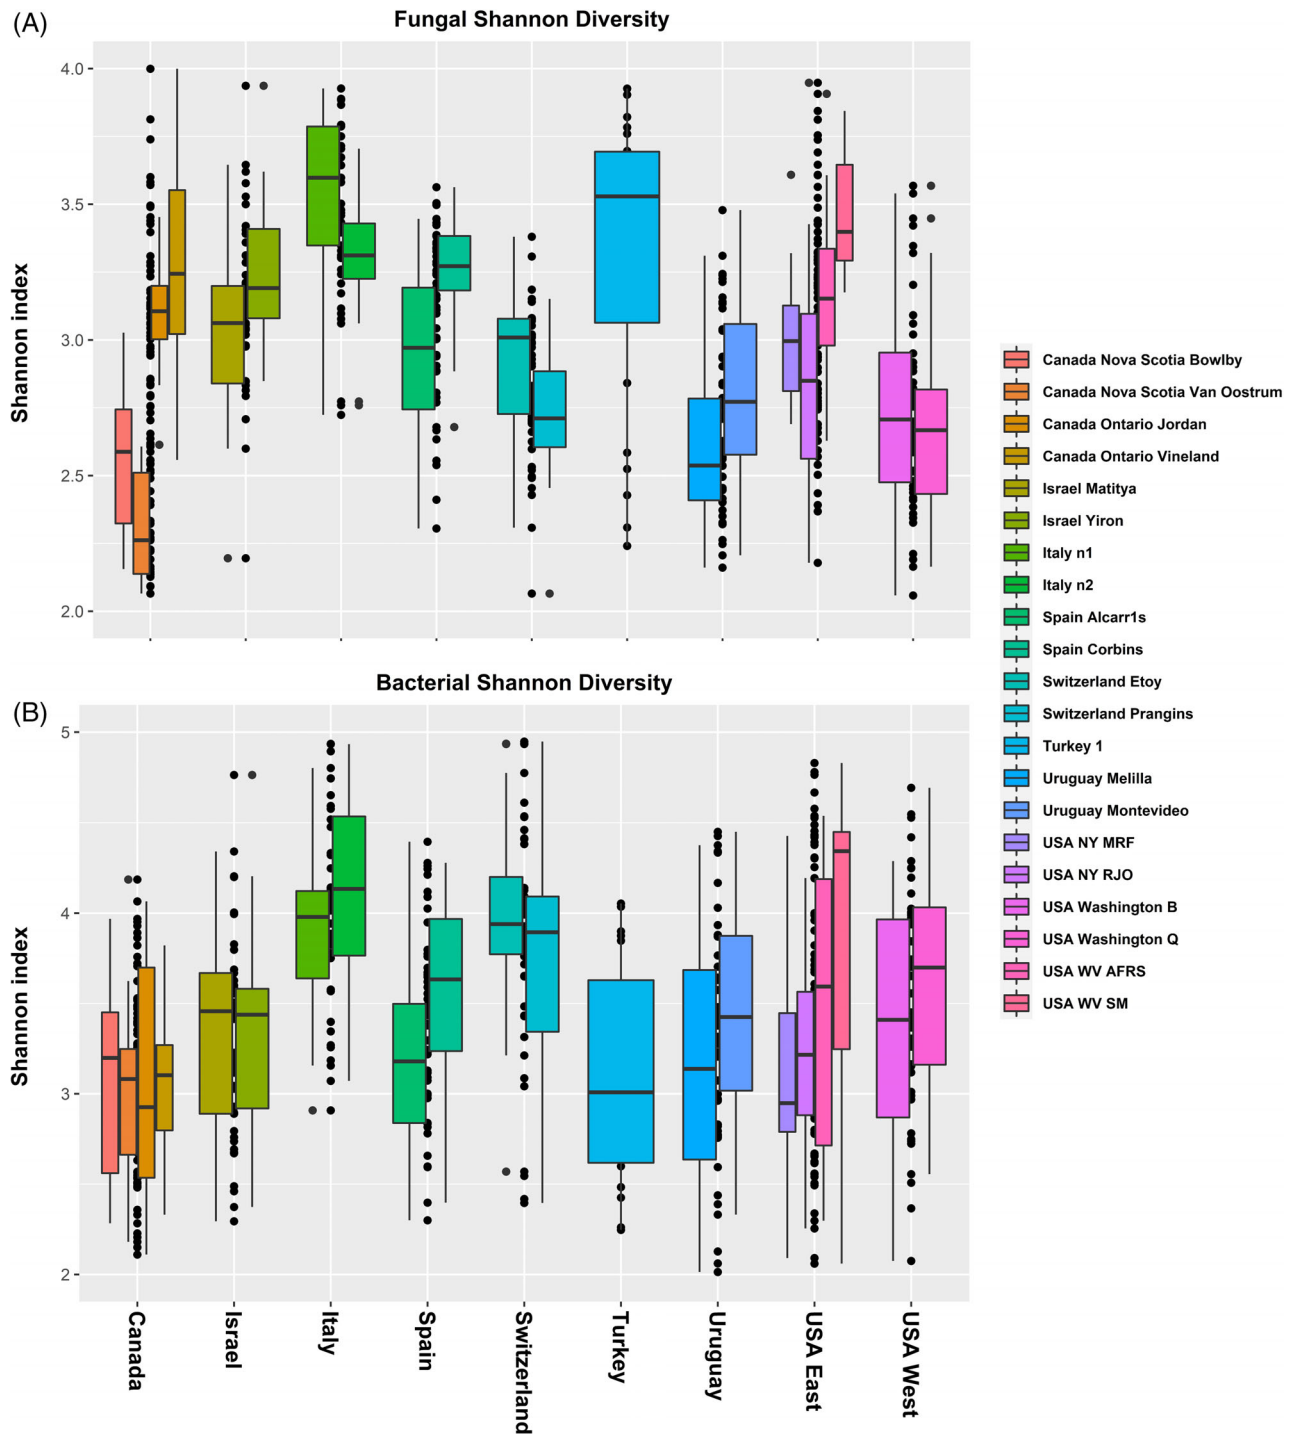 (A)
Fungal Shannon Diversity
4.0
3.5
3.0
2.5
2.0
Shannon index
(B)
Bacterial Shannon Diversity
5
4
3
2
Shannon index
Canada
Israel
Italy
Spain
Switzerland
Turkey
Uruguay
USA East
USA West
Canada Nova Scotia Bowlby
Canada Nova Scotia Van Oostrum
Canada Ontario Jordan
Canada Ontario Vineland
Israel Matitya
Israel Yiron
Italy n1
Italy n2
Spain Alcarr1s
Spain Corbins
Switzerland Etoy
Switzerland Prangins
Turkey 1
Uruguay Melilla
Uruguay Montevideo
USA NY MRF
USA NY RJO
USA Washington B
USA Washington Q
USA WV AFRS
USA WV SM